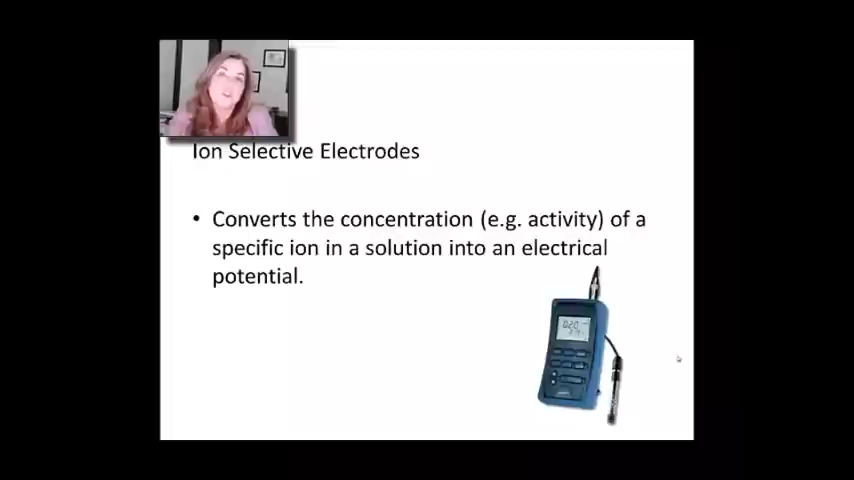 Ion Selective Electrodes
• Converts the concentration (e.g. activity) of a
specific ion in a solution into an electrical
potential.